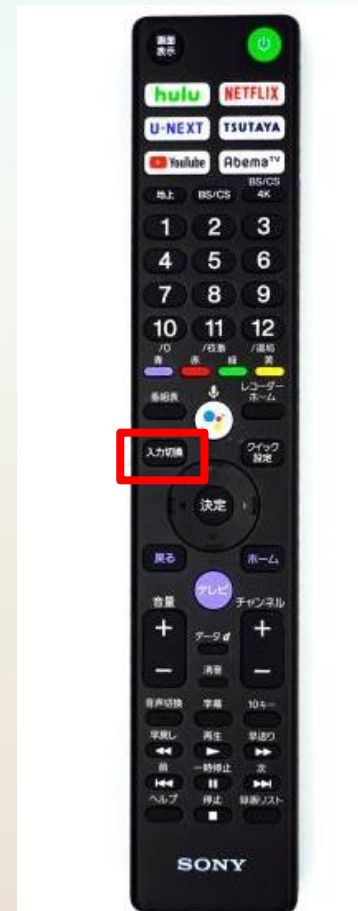 画面
表示
hulu NETFLIX
U-NEXT TSUTAYA
YouTube AbemaTV
地上 BS/CS BS/CS
4K
1 2 3
4 5 6
7 8 9
10 11 12
/0 /枝番 /選局
青 赤 緑 黄
番組表 レコーダー
ホーム
入力切換 クイック
設定
決定
戻る ホーム
テレビ
音量 チャンネル
+ +
データd
- -
消音
音声切換 字幕 10キー
早戻し 再生 早送り
前 一時停止 次
ヘルプ 停止 録画リスト
SONY